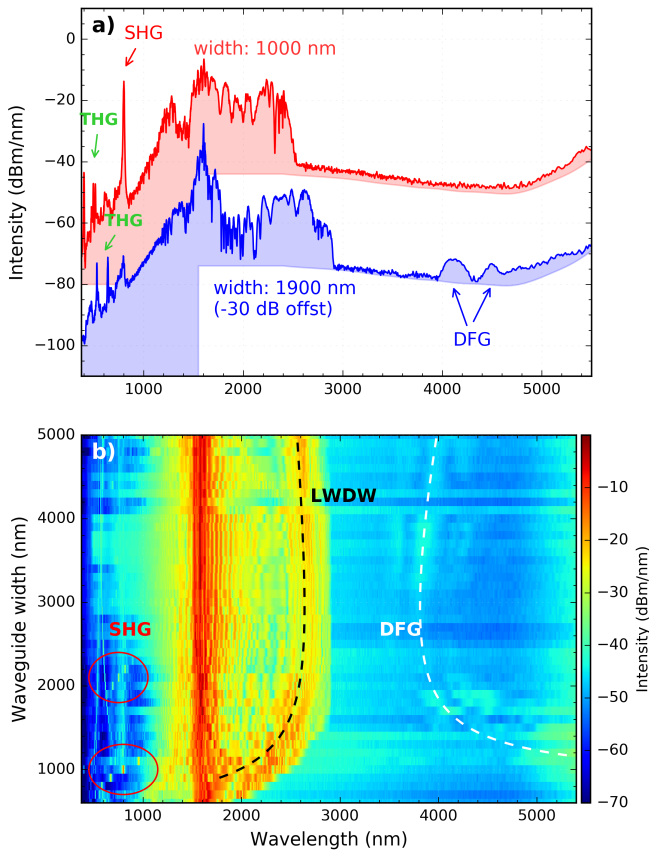 a)
SHG
width: 1000 nm
THG
THG
width: 1900 nm
(-30 dB offst)
DFG
0
−20
−40
−60
−80
−100
Intensity (dBm/nm)
1000
2000
3000
4000
5000
b)
LWDW
SHG
DFG
5000
4000
3000
2000
1000
Waveguide width (nm)
1000
2000
3000
4000
5000
Wavelength (nm)
−10
−20
−30
−40
−50
−60
−70
Intensity (dBm/nm)